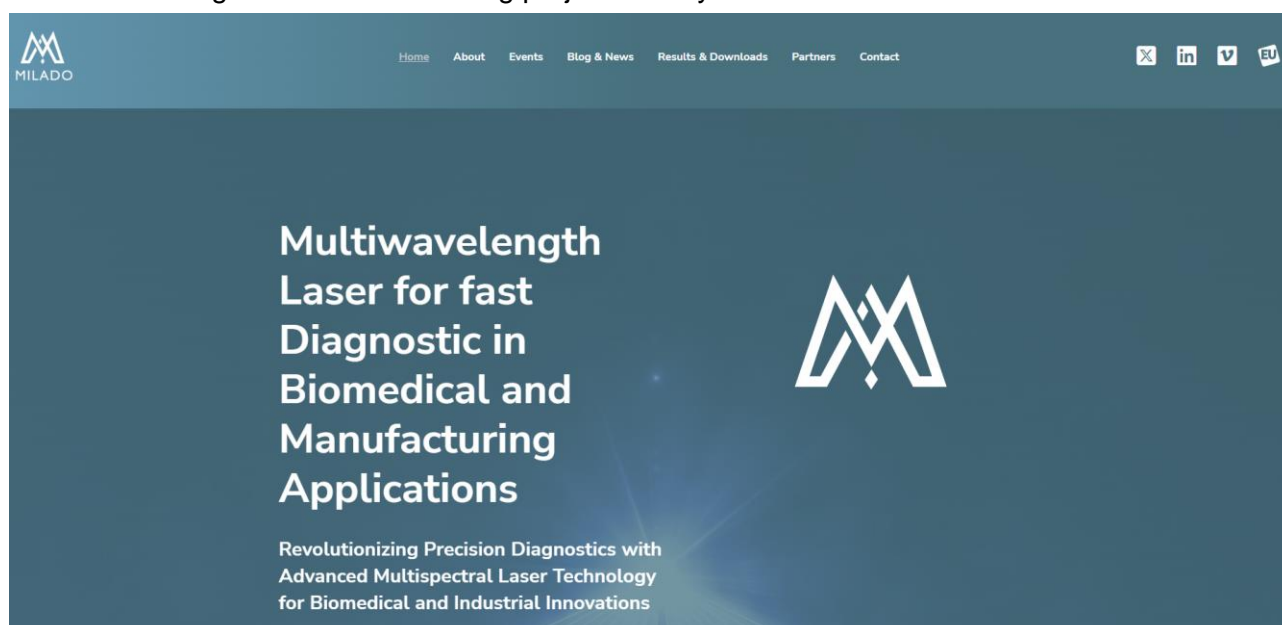 MILADO
Home About Events Blog & News Results & Downloads Partners Contact
X in V EU
Multiwavelength
Laser for fast
Diagnostic in
Biomedical and
Manufacturing
Applications
Revolutionizing Precision Diagnostics with
Advanced Multispectral Laser Technology
for Biomedical and Industrial Innovations